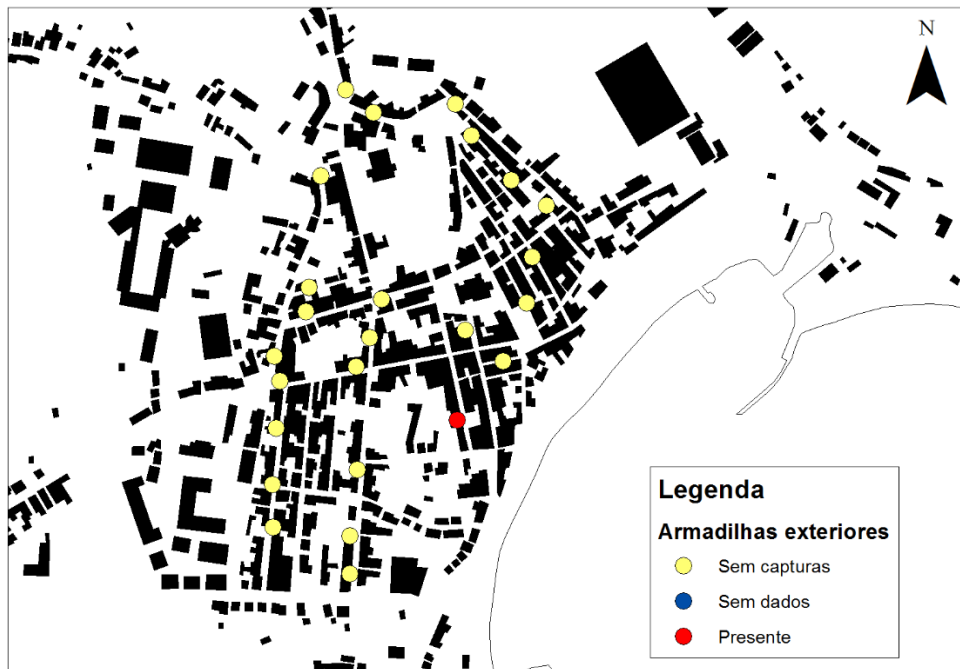 N
Legenda
Armadilhas exteriores
Sem capturas
Sem dados
Presente